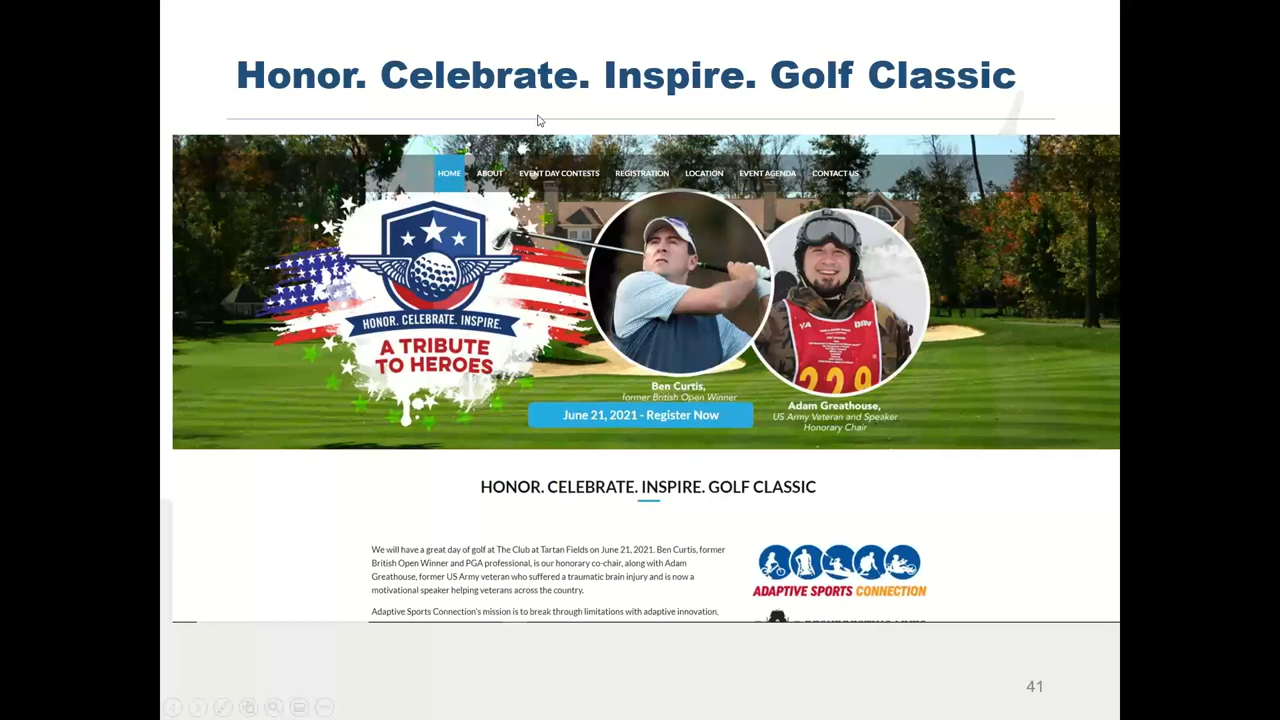 Honor. Celebrate. Inspire. Golf Classic
HOME ABOUT EVENT DAY CONTESTS REGISTRATION LOCATION EVENT AGENDA CONTACT US
HONOR. CELEBRATE. INSPIRE.
A TRIBUTE
TO HEROES
VA
229
Ben Curtis,
former British Open Winner
June 21, 2021 - Register Now
Adam Greathouse,
US Army Veteran and Speaker
Honorary Chair
HONOR. CELEBRATE. INSPIRE. GOLF CLASSIC
We will have a great day of golf at The Club at Tartan Fields on June 21, 2021. Ben Curtis, former
British Open Winner and PGA professional, is our honorary co-chair, along with Adam
Greathouse, former US Army veteran who suffered a traumatic brain injury and is now a
motivational speaker helping veterans across the country.
Adaptive Sports Connection's mission is to break through limitations with adaptive innovation,
ADAPTIVE SPORTS CONNECTION
41